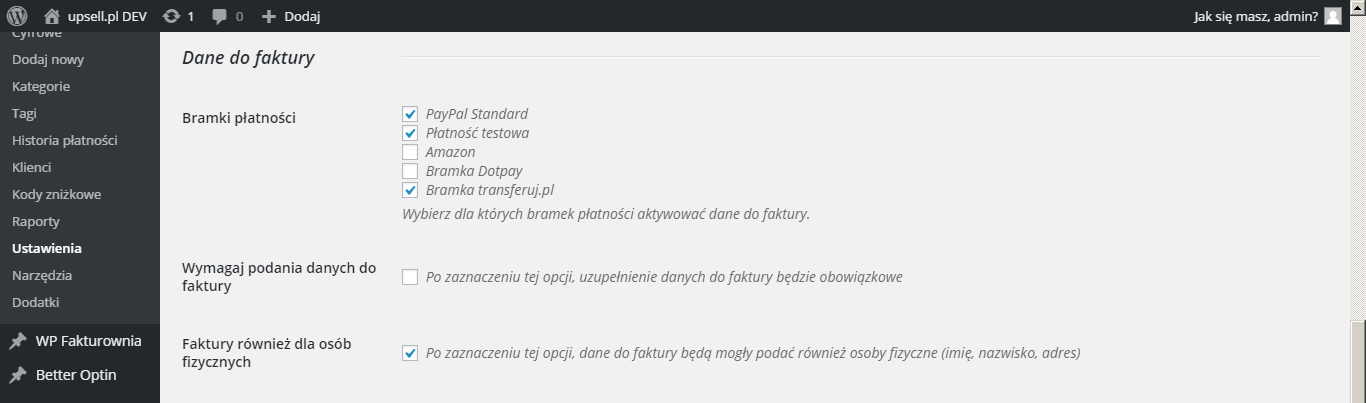 upsell.pl DEV 1 0 Dodaj Jak się masz, admin?
Cyfrowe
Dodaj nowy
Kategorie
Tagi
Historia płatności
Klienci
Kody zniżkowe
Raporty
Ustawienia
Narzędzia
Dodatki
WP Fakturownia
Better Optin
Dane do faktury
Bramki płatności
PayPal Standard
Płatność testowa
Amazon
Bramka Dotpay
Bramka transferuj.pl
Wybierz dla których bramek płatności aktywować dane do faktury.
Wymagaj podania danych do
faktury
Po zaznaczeniu tej opcji, uzupełnienie danych do faktury będzie obowiązkowe
Faktury również dla osób
fizycznych
Po zaznaczeniu tej opcji, dane do faktury będą mogły podać również osoby fizyczne (imię, nazwisko, adres)